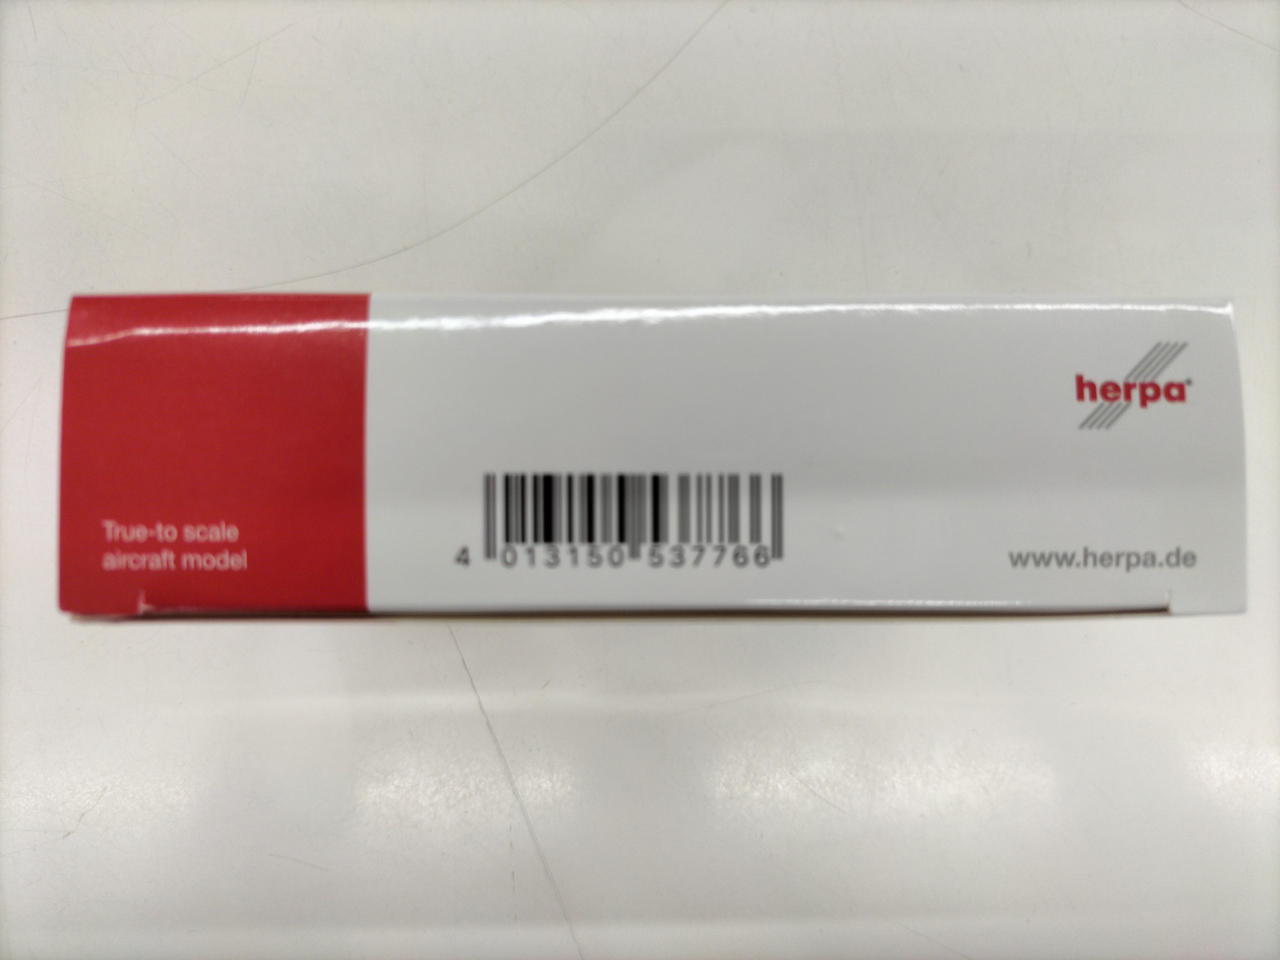 herpa®
True-to scale
aircraft model
4 013150 537766
www.herpa.de